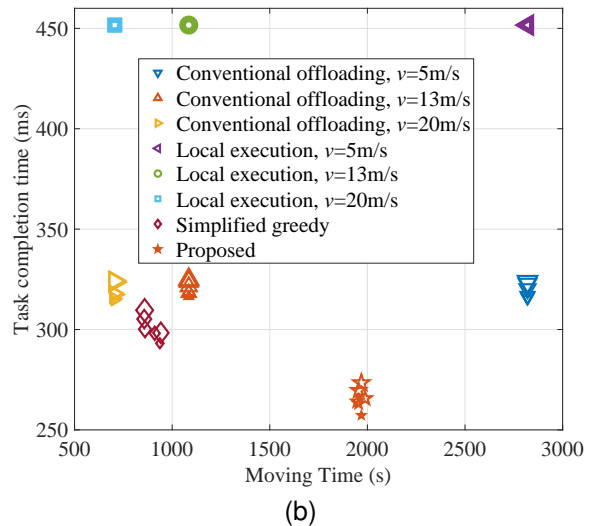 450
400
350
300
250
Task completion time (ms)
Conventional offloading, v=5m/s
Conventional offloading, v=13m/s
Conventional offloading, v=20m/s
Local execution, v=5m/s
Local execution, v=13m/s
Local execution, v=20m/s
Simplified greedy
Proposed
500 1000 1500 2000 2500 3000
Moving Time (s)
(b)